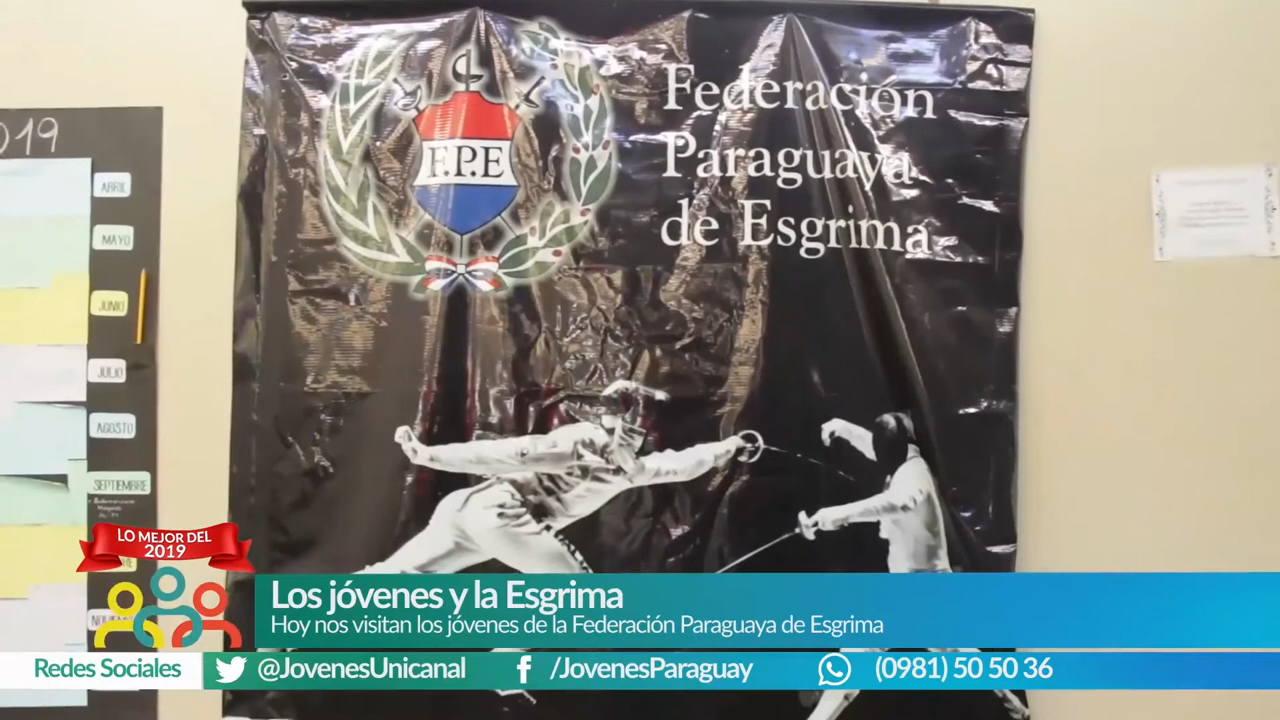 2019
ABRIL
MAYO
JUNIO
JULIO
AGOSTO
SEPTIEMBRE
F.P.E
Federación
Paraguaya
de Esgrima
LO MEJOR DEL
2019
Los jóvenes y la Esgrima
Hoy nos visitan los jóvenes de la Federación Paraguaya de Esgrima
Redes Sociales
@JovenesUnicanal
/JovenesParaguay
(0981) 50 50 36